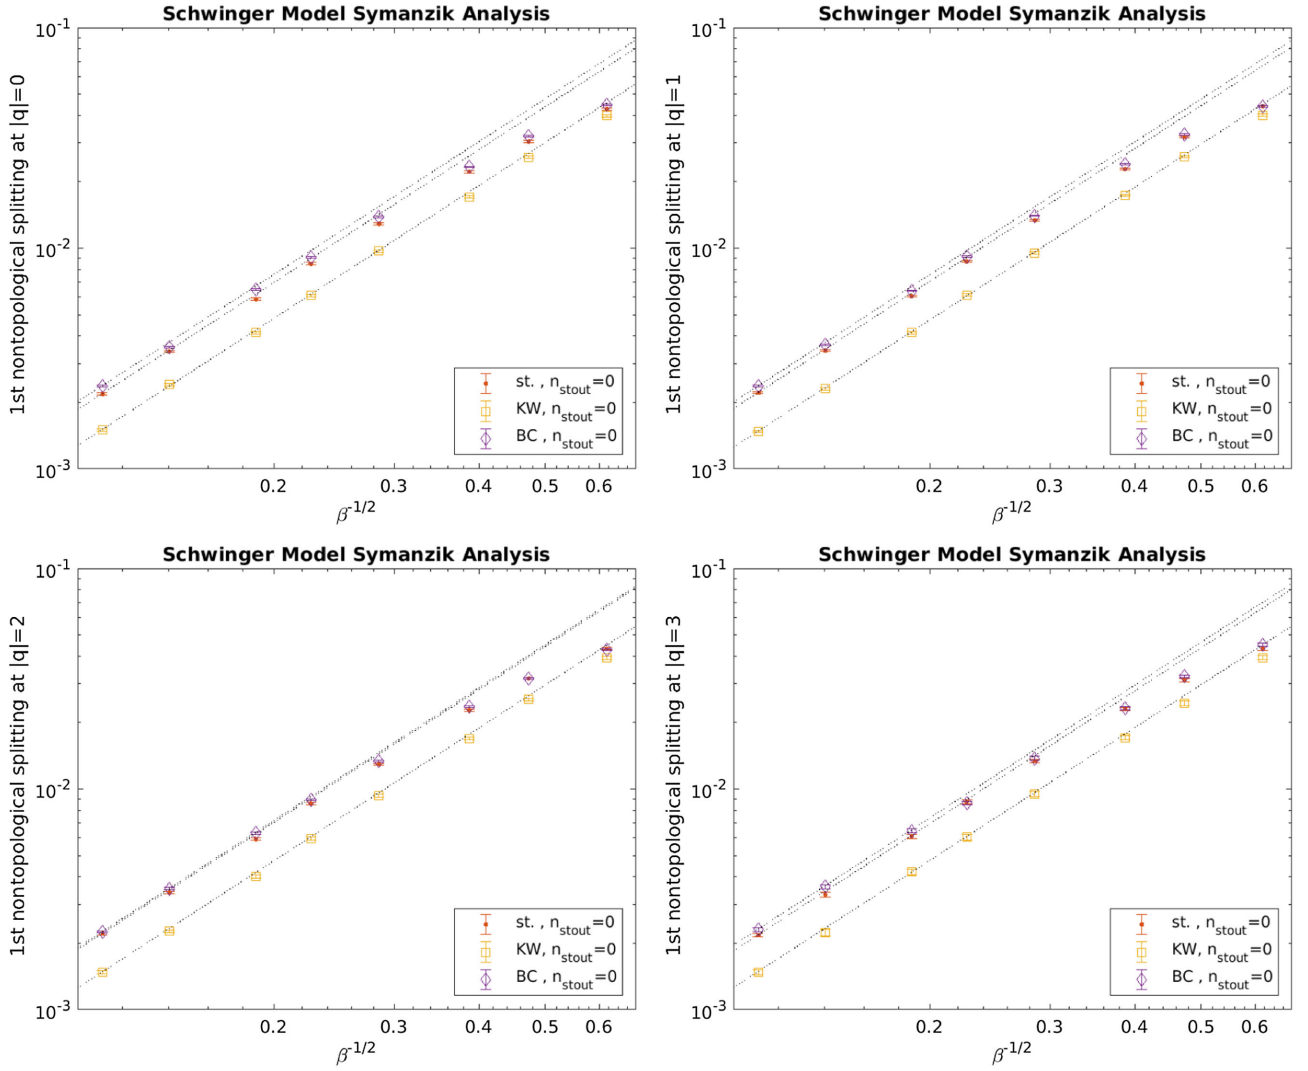 Schwinger Model Symanzik Analysis
1st nontopological splitting at |q|=0
10⁻¹
10⁻²
10⁻³
0.2 0.3 0.4 0.5 0.6
β^-1/2
st. , n_stout=0
KW, n_stout=0
BC , n_stout=0
Schwinger Model Symanzik Analysis
1st nontopological splitting at |q|=1
10⁻¹
10⁻²
10⁻³
0.2 0.3 0.4 0.5 0.6
β^-1/2
st. , n_stout=0
KW, n_stout=0
BC , n_stout=0
Schwinger Model Symanzik Analysis
1st nontopological splitting at |q|=2
10⁻¹
10⁻²
10⁻³
0.2 0.3 0.4 0.5 0.6
β^-1/2
st. , n_stout=0
KW, n_stout=0
BC , n_stout=0
Schwinger Model Symanzik Analysis
1st nontopological splitting at |q|=3
10⁻¹
10⁻²
10⁻³
0.2 0.3 0.4 0.5 0.6
β^-1/2
st. , n_stout=0
KW, n_stout=0
BC , n_stout=0